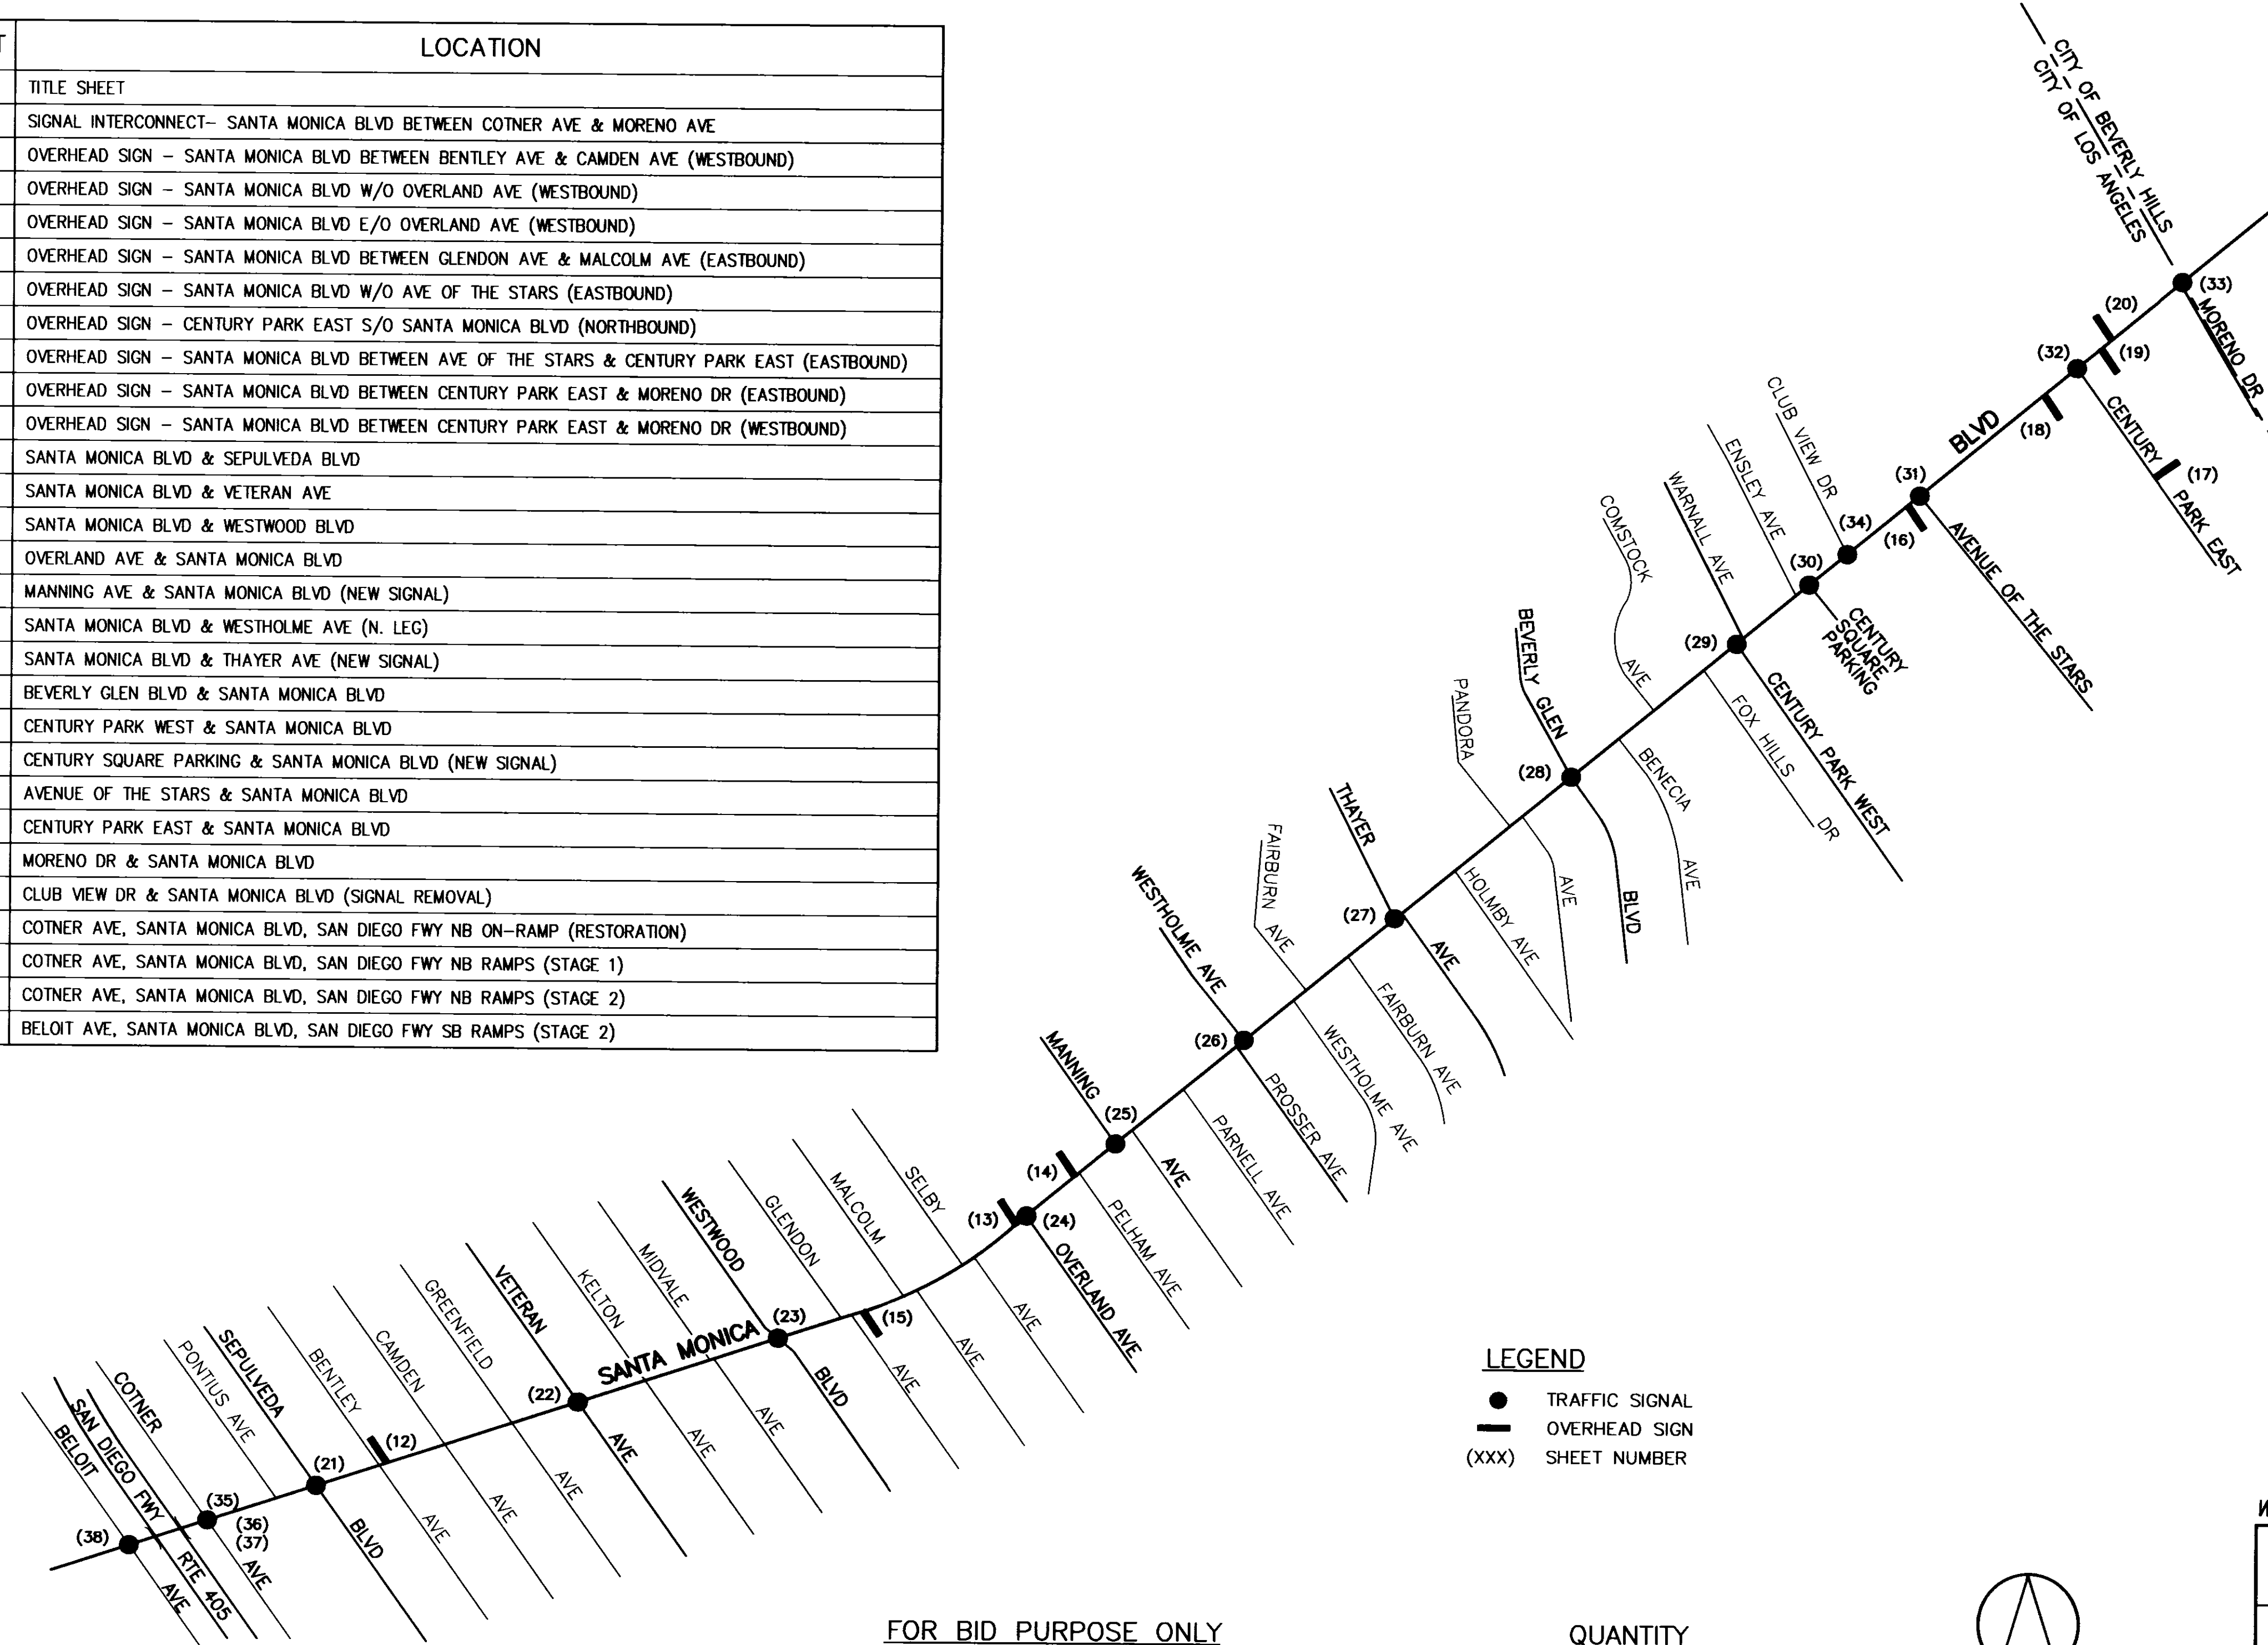 T
LOCATION
TITLE SHEET
SIGNAL INTERCONNECT- SANTA MONICA BLVD BETWEEN COTNER AVE & MORENO AVE
OVERHEAD SIGN - SANTA MONICA BLVD BETWEEN BENTLEY AVE & CAMDEN AVE (WESTBOUND)
OVERHEAD SIGN - SANTA MONICA BLVD W/O OVERLAND AVE (WESTBOUND)
OVERHEAD SIGN - SANTA MONICA BLVD E/O OVERLAND AVE (WESTBOUND)
OVERHEAD SIGN - SANTA MONICA BLVD BETWEEN GLENDON AVE & MALCOLM AVE (EASTBOUND)
OVERHEAD SIGN - SANTA MONICA BLVD W/O AVE OF THE STARS (EASTBOUND)
OVERHEAD SIGN - CENTURY PARK EAST S/O SANTA MONICA BLVD (NORTHBOUND)
OVERHEAD SIGN - SANTA MONICA BLVD BETWEEN AVE OF THE STARS & CENTURY PARK EAST (EASTBOUND)
OVERHEAD SIGN - SANTA MONICA BLVD BETWEEN CENTURY PARK EAST & MORENO DR (EASTBOUND)
OVERHEAD SIGN - SANTA MONICA BLVD BETWEEN CENTURY PARK EAST & MORENO DR (WESTBOUND)
SANTA MONICA BLVD & SEPULVEDA BLVD
SANTA MONICA BLVD & VETERAN AVE
SANTA MONICA BLVD & WESTWOOD BLVD
OVERLAND AVE & SANTA MONICA BLVD
MANNING AVE & SANTA MONICA BLVD (NEW SIGNAL)
SANTA MONICA BLVD & WESTHOLME AVE (N. LEG)
SANTA MONICA BLVD & THAYER AVE (NEW SIGNAL)
BEVERLY GLEN BLVD & SANTA MONICA BLVD
CENTURY PARK WEST & SANTA MONICA BLVD
CENTURY SQUARE PARKING & SANTA MONICA BLVD (NEW SIGNAL)
AVENUE OF THE STARS & SANTA MONICA BLVD
CENTURY PARK EAST & SANTA MONICA BLVD
MORENO DR & SANTA MONICA BLVD
CLUB VIEW DR & SANTA MONICA BLVD (SIGNAL REMOVAL)
COTNER AVE, SANTA MONICA BLVD, SAN DIEGO FWY NB ON-RAMP (RESTORATION)
COTNER AVE, SANTA MONICA BLVD, SAN DIEGO FWY NB RAMPS (STAGE 1)
COTNER AVE, SANTA MONICA BLVD, SAN DIEGO FWY NB RAMPS (STAGE 2)
BELOIT AVE, SANTA MONICA BLVD, SAN DIEGO FWY SB RAMPS (STAGE 2)
CITY OF BEVERLY HILLS
CITY OF LOS ANGELES
(33)
MORENO DR
(20)
(19)
(32)
(18)
CENTURY PARK EAST
(17)
BLVD
(31)
(16)
AVENUE OF THE STARS
CLUB VIEW DR
(34)
ENSLEY AVE
(30)
CENTURY
SQUARE
PARKING
WARNALL AVE
(29)
CENTURY PARK WEST
COMSTOCK
AVE
FOX HILLS
DR
BEVERLY GLEN
(28)
BLVD
BENECIA
AVE
PANDORA
AVE
HOLMBY AVE
THAYER
(27)
AVE
FAIRBURN
AVE
FAIRBURN AVE
WESTHOLME AVE
(26)
WESTHOLME AVE
PROSSER AVE
PARNELL AVE
MANNING
(25)
AVE
(14)
PELHAM AVE
(13)
(24)
OVERLAND AVE
SELBY
AVE
MALCOLM
AVE
GLENDON
(15)
AVE
WESTWOOD
(23)
BLVD
SANTA MONICA
MIDVALE
AVE
KELTON
AVE
VETERAN
(22)
AVE
GREENFIELD
AVE
CAMDEN
AVE
BENTLEY
(12)
AVE
SEPULVEDA
(21)
BLVD
PONTIUS AVE
COTNER
(35)
(36)
(37)
AVE
SAN DIEGO FWY
RTE 405
BELOIT
(38)
AVE
LEGEND
TRAFFIC SIGNAL
OVERHEAD SIGN
(XXX) SHEET NUMBER
FOR BID PURPOSE ONLY
QUANTITY